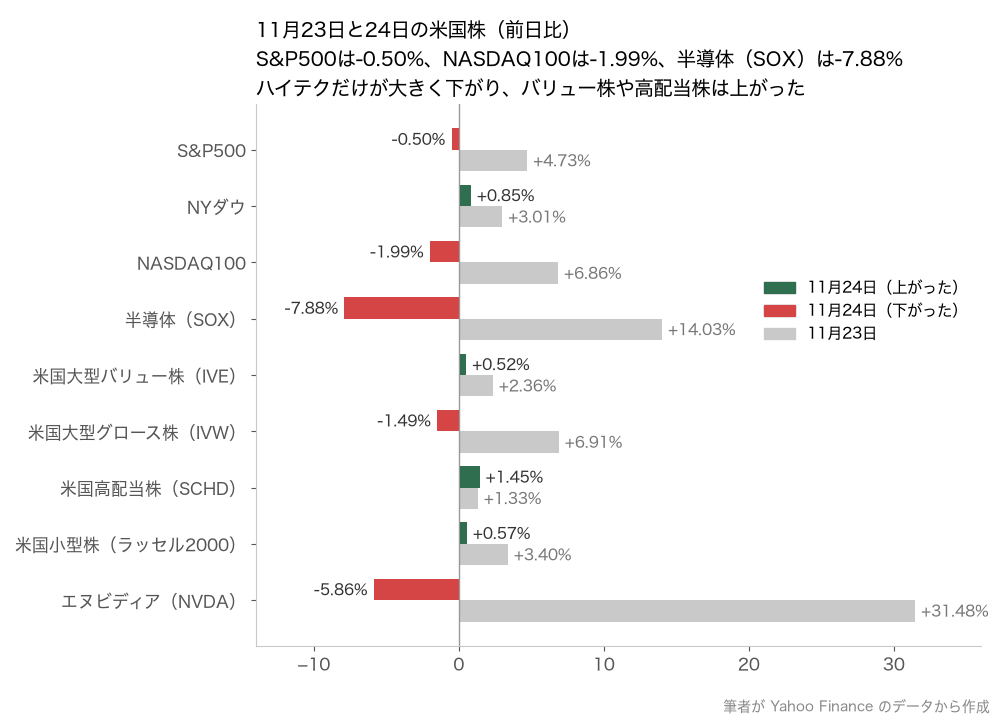 11月23日と24日の米国株（前日比）
S&P500は-0.50%、NASDAQ100は-1.99%、半導体（SOX）は-7.88%
ハイテクだけが大きく下がり、バリュー株や高配当株は上がった
S&P500
-0.50%
+4.73%
NYダウ
+0.85%
+3.01%
NASDAQ100
-1.99%
+6.86%
半導体（SOX）
-7.88%
+14.03%
米国大型バリュー株（IVE）
+0.52%
+2.36%
米国大型グロース株（IVW）
-1.49%
+6.91%
米国高配当株（SCHD）
+1.45%
+1.33%
米国小型株（ラッセル2000）
+0.57%
+3.40%
エヌビディア（NVDA）
-5.86%
+31.48%
11月24日（上がった）
11月24日（下がった）
11月23日
−10 0 10 20 30
筆者が Yahoo Finance のデータから作成